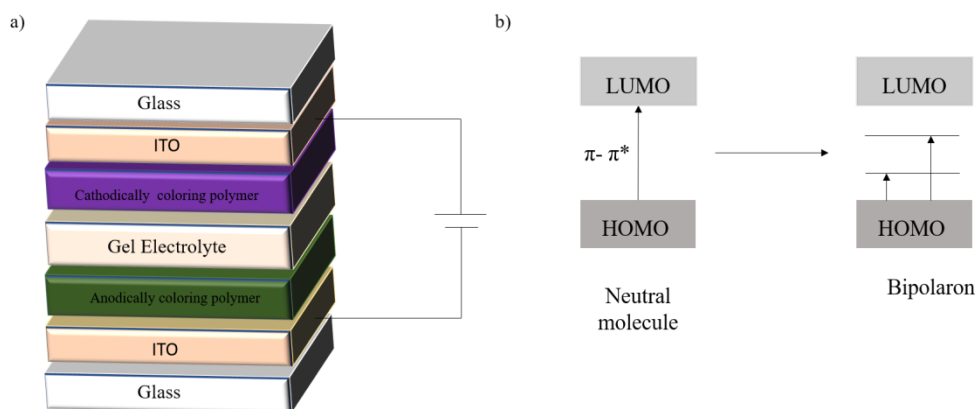 a)
Glass
ITO
Cathodically coloring polymer
Gel Electrolyte
Anodically coloring polymer
ITO
Glass
b)
LUMO
π- π*
HOMO
Neutral
molecule
LUMO
HOMO
Bipolaron